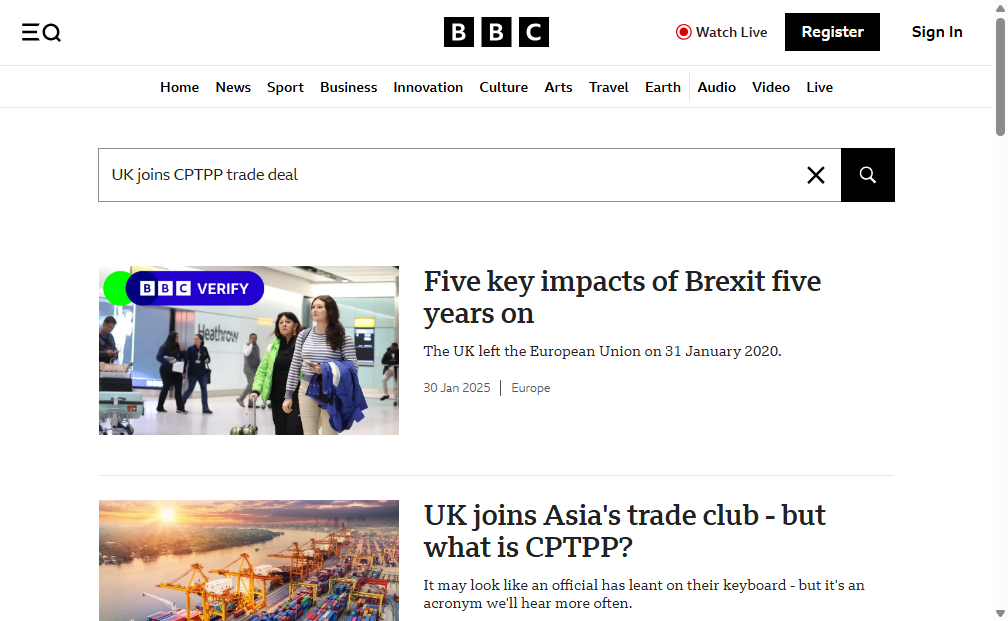 BBC
Watch Live
Register
Sign In
Home News Sport Business Innovation Culture Arts Travel Earth Audio Video Live
UK joins CPTPP trade deal
BBC VERIFY
Heathrow
Five key impacts of Brexit five
years on
The UK left the European Union on 31 January 2020.
30 Jan 2025 | Europe
UK joins Asia's trade club - but
what is CPTPP?
It may look like an official has leant on their keyboard - but it's an
acronym we'll hear more often.